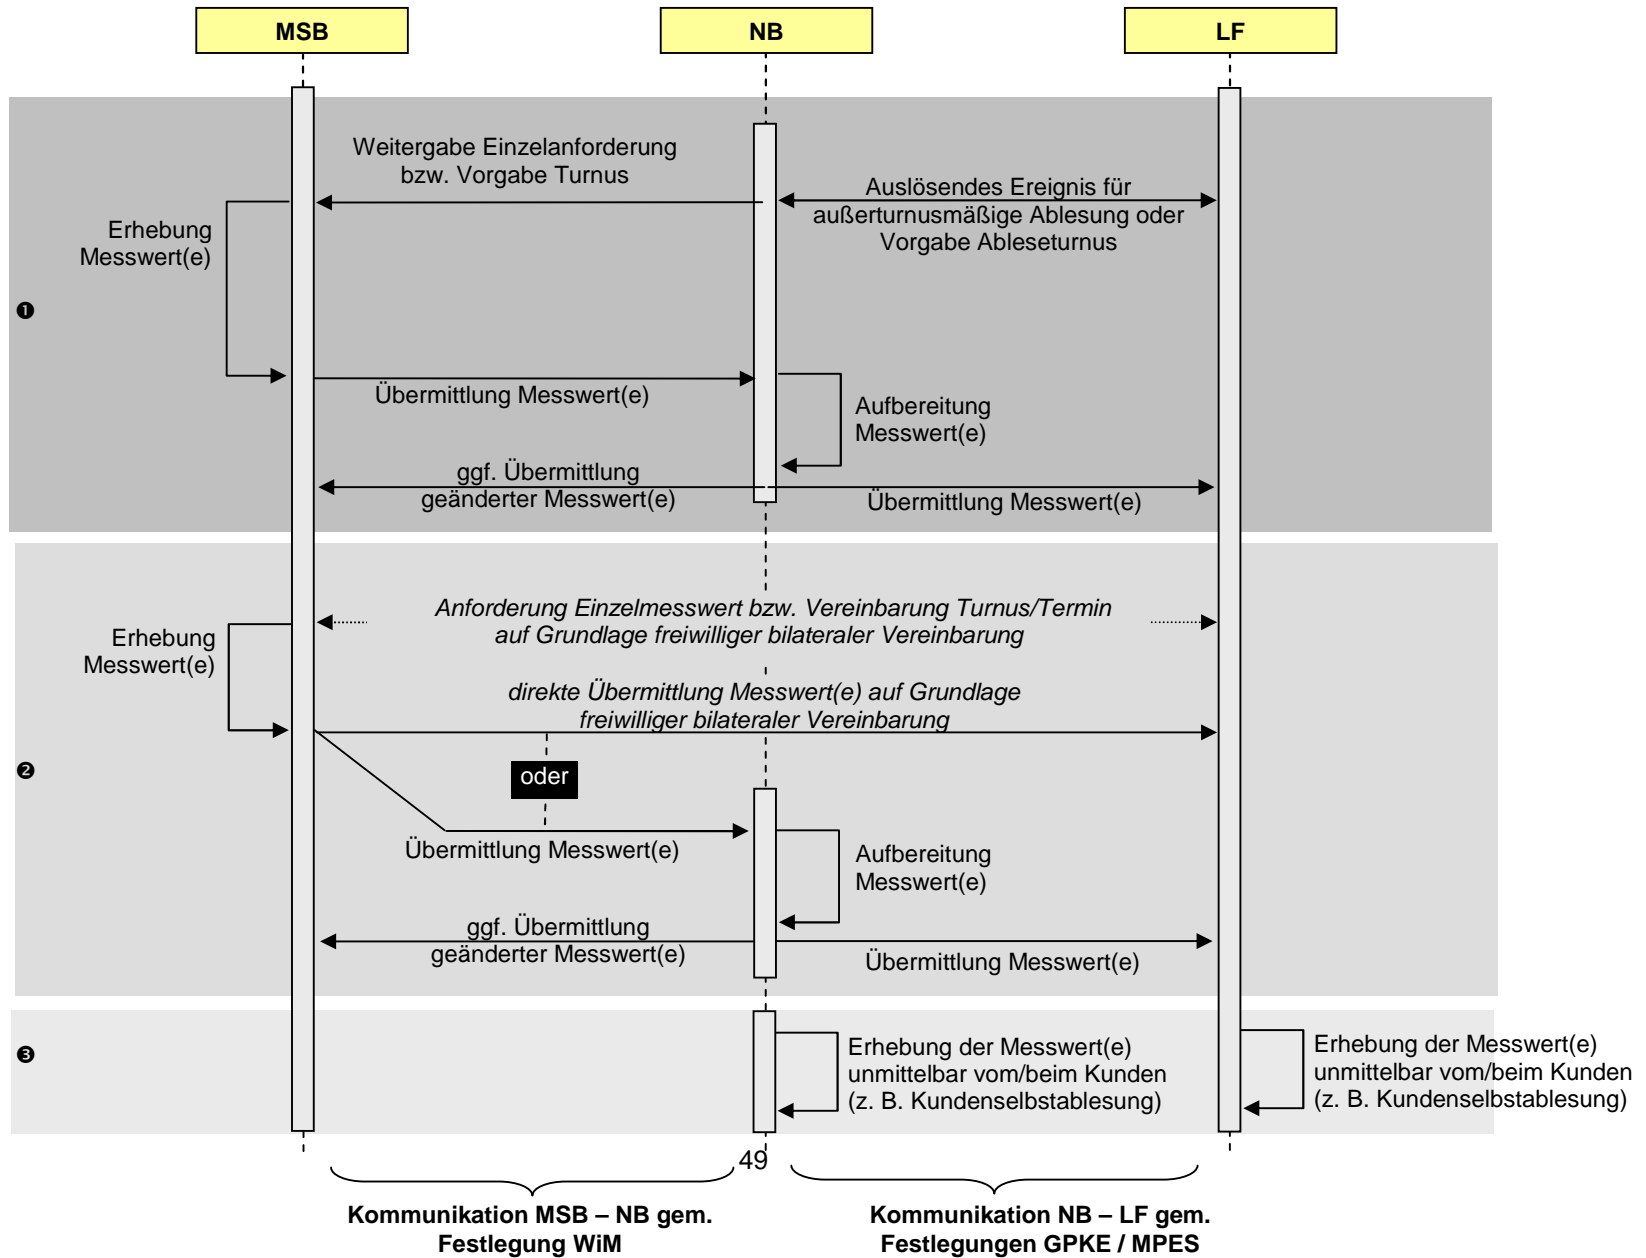 MSB
NB
LF
Weitergabe Einzelanforderung
bzw. Vorgabe Turnus
Auslösendes Ereignis für
außerturnusmäßige Ablesung oder
Vorgabe Ableseturnus
Erhebung
Messwert(e)
❶
Übermittlung Messwert(e)
Aufbereitung
Messwert(e)
ggf. Übermittlung
geänderter Messwert(e)
Übermittlung Messwert(e)
Anforderung Einzelmesswert bzw. Vereinbarung Turnus/Termin
auf Grundlage freiwilliger bilateraler Vereinbarung
Erhebung
Messwert(e)
direkte Übermittlung Messwert(e) auf Grundlage
freiwilliger bilateraler Vereinbarung
❷
oder
Übermittlung Messwert(e)
Aufbereitung
Messwert(e)
ggf. Übermittlung
geänderter Messwert(e)
Übermittlung Messwert(e)
❸
Erhebung der Messwert(e)
unmittelbar vom/beim Kunden
(z. B. Kundenselbstablesung)
Erhebung der Messwert(e)
unmittelbar vom/beim Kunden
(z. B. Kundenselbstablesung)
49
Kommunikation MSB – NB gem.
Festlegung WiM
Kommunikation NB – LF gem.
Festlegungen GPKE / MPES